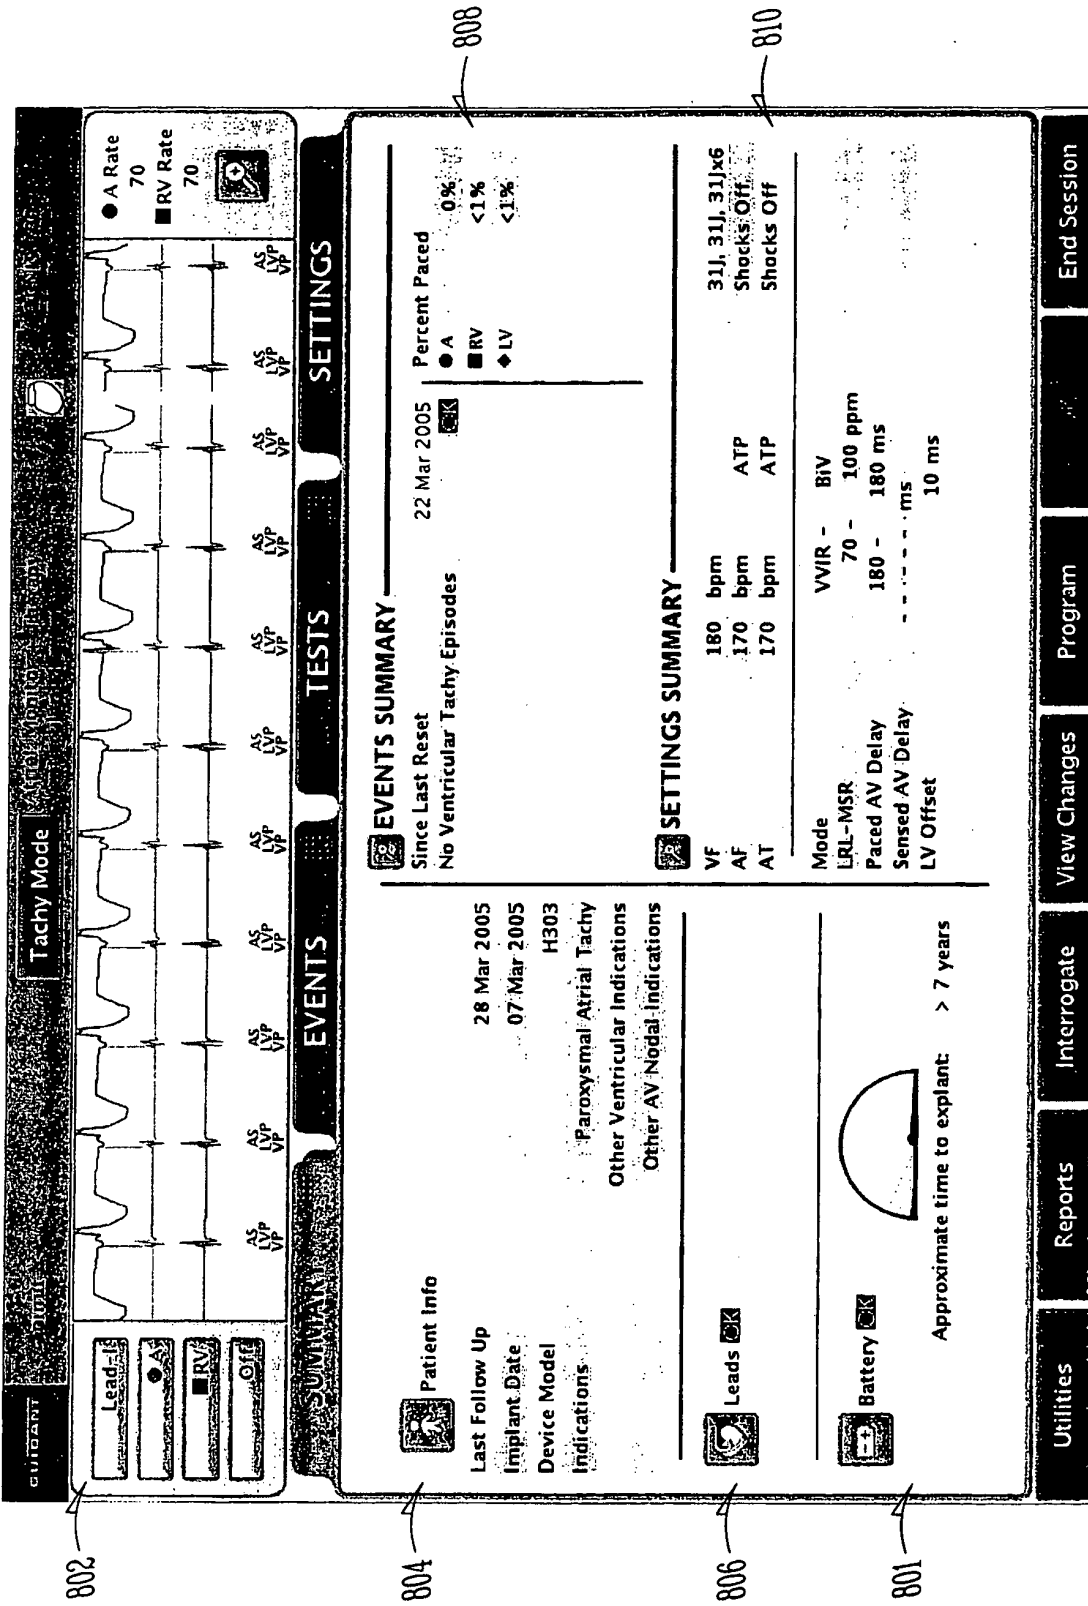 GUIDANT
Tachy Mode
802
Lead-I
A
RV
Off
AS LVP VP AS LVP VP AS LVP VP AS LVP VP AS LVP VP AS LVP VP AS LVP VP AS LVP VP AS LVP VP AS LVP VP AS LVP VP
A Rate
70
RV Rate
70
SUMMARY EVENTS TESTS SETTINGS
804
Patient Info
Last Follow Up 28 Mar 2005
Implant Date 07 Mar 2005
Device Model H303
Indications Paroxysmal Atrial Tachy
Other Ventricular Indications
Other AV Nodal Indications
806
Leads OK
801
Battery OK
Approximate time to explant: > 7 years
EVENTS SUMMARY
808
Since Last Reset 22 Mar 2005
No Ventricular Tachy Episodes OK
Percent Paced
A 0%
RV <1%
LV <1%
SETTINGS SUMMARY
810
VF 180 bpm 31J, 31J, 31Jx6
AF 170 bpm ATP Shocks Off
AT 170 bpm ATP Shocks Off
Mode VVIR - BiV
LRL-MSR 70 - 100 ppm
Paced AV Delay 180 - 180 ms
Sensed AV Delay - - - - - - - ms
LV Offset 10 ms
Utilities Reports Interrogate View Changes Program End Session